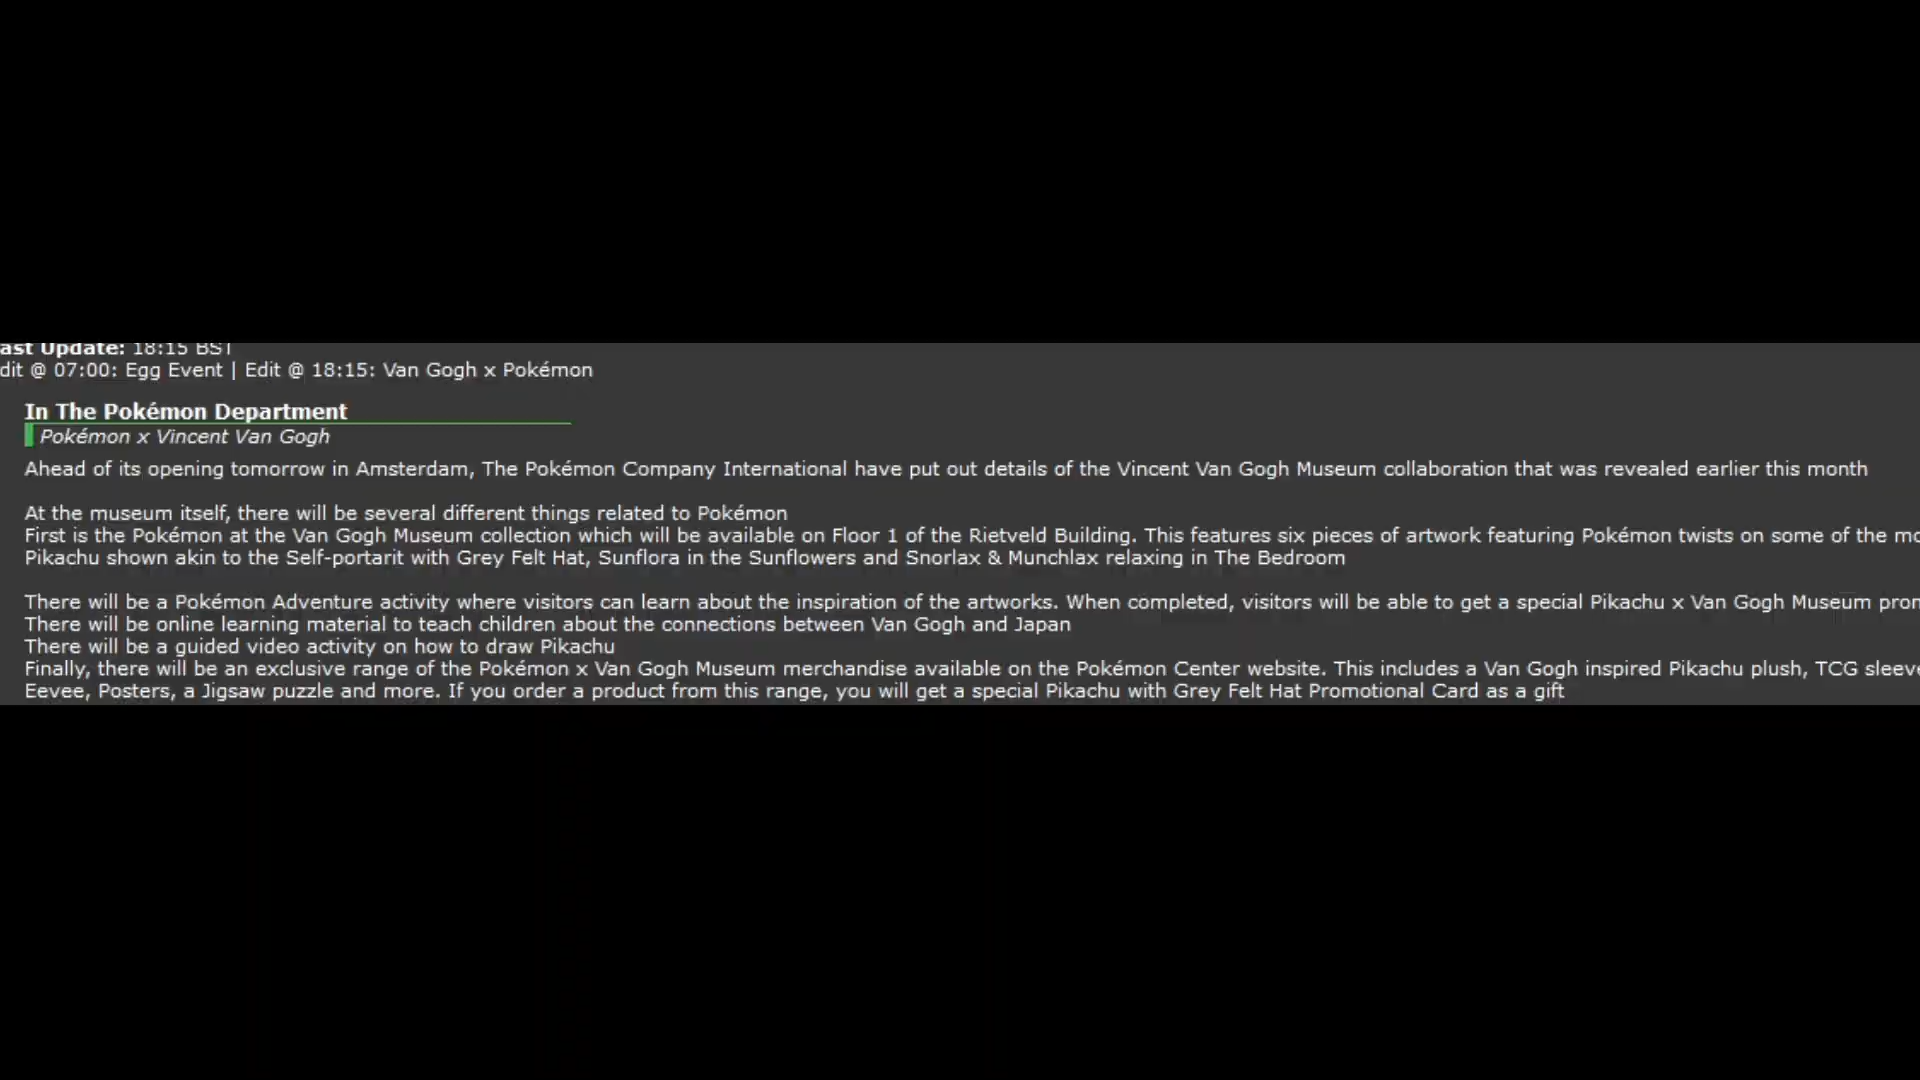 ast Update: 18:15 BST
dit @ 07:00: Egg Event | Edit @ 18:15: Van Gogh x Pokémon
In The Pokémon Department
Pokémon x Vincent Van Gogh
Ahead of its opening tomorrow in Amsterdam, The Pokémon Company International have put out details of the Vincent Van Gogh Museum collaboration that was revealed earlier this month
At the museum itself, there will be several different things related to Pokémon
First is the Pokémon at the Van Gogh Museum collection which will be available on Floor 1 of the Rietveld Building. This features six pieces of artwork featuring Pokémon twists on some of the mo
Pikachu shown akin to the Self-portarit with Grey Felt Hat, Sunflora in the Sunflowers and Snorlax & Munchlax relaxing in The Bedroom
There will be a Pokémon Adventure activity where visitors can learn about the inspiration of the artworks. When completed, visitors will be able to get a special Pikachu x Van Gogh Museum prom
There will be online learning material to teach children about the connections between Van Gogh and Japan
There will be a guided video activity on how to draw Pikachu
Finally, there will be an exclusive range of the Pokémon x Van Gogh Museum merchandise available on the Pokémon Center website. This includes a Van Gogh inspired Pikachu plush, TCG sleeve
Eevee, Posters, a Jigsaw puzzle and more. If you order a product from this range, you will get a special Pikachu with Grey Felt Hat Promotional Card as a gift